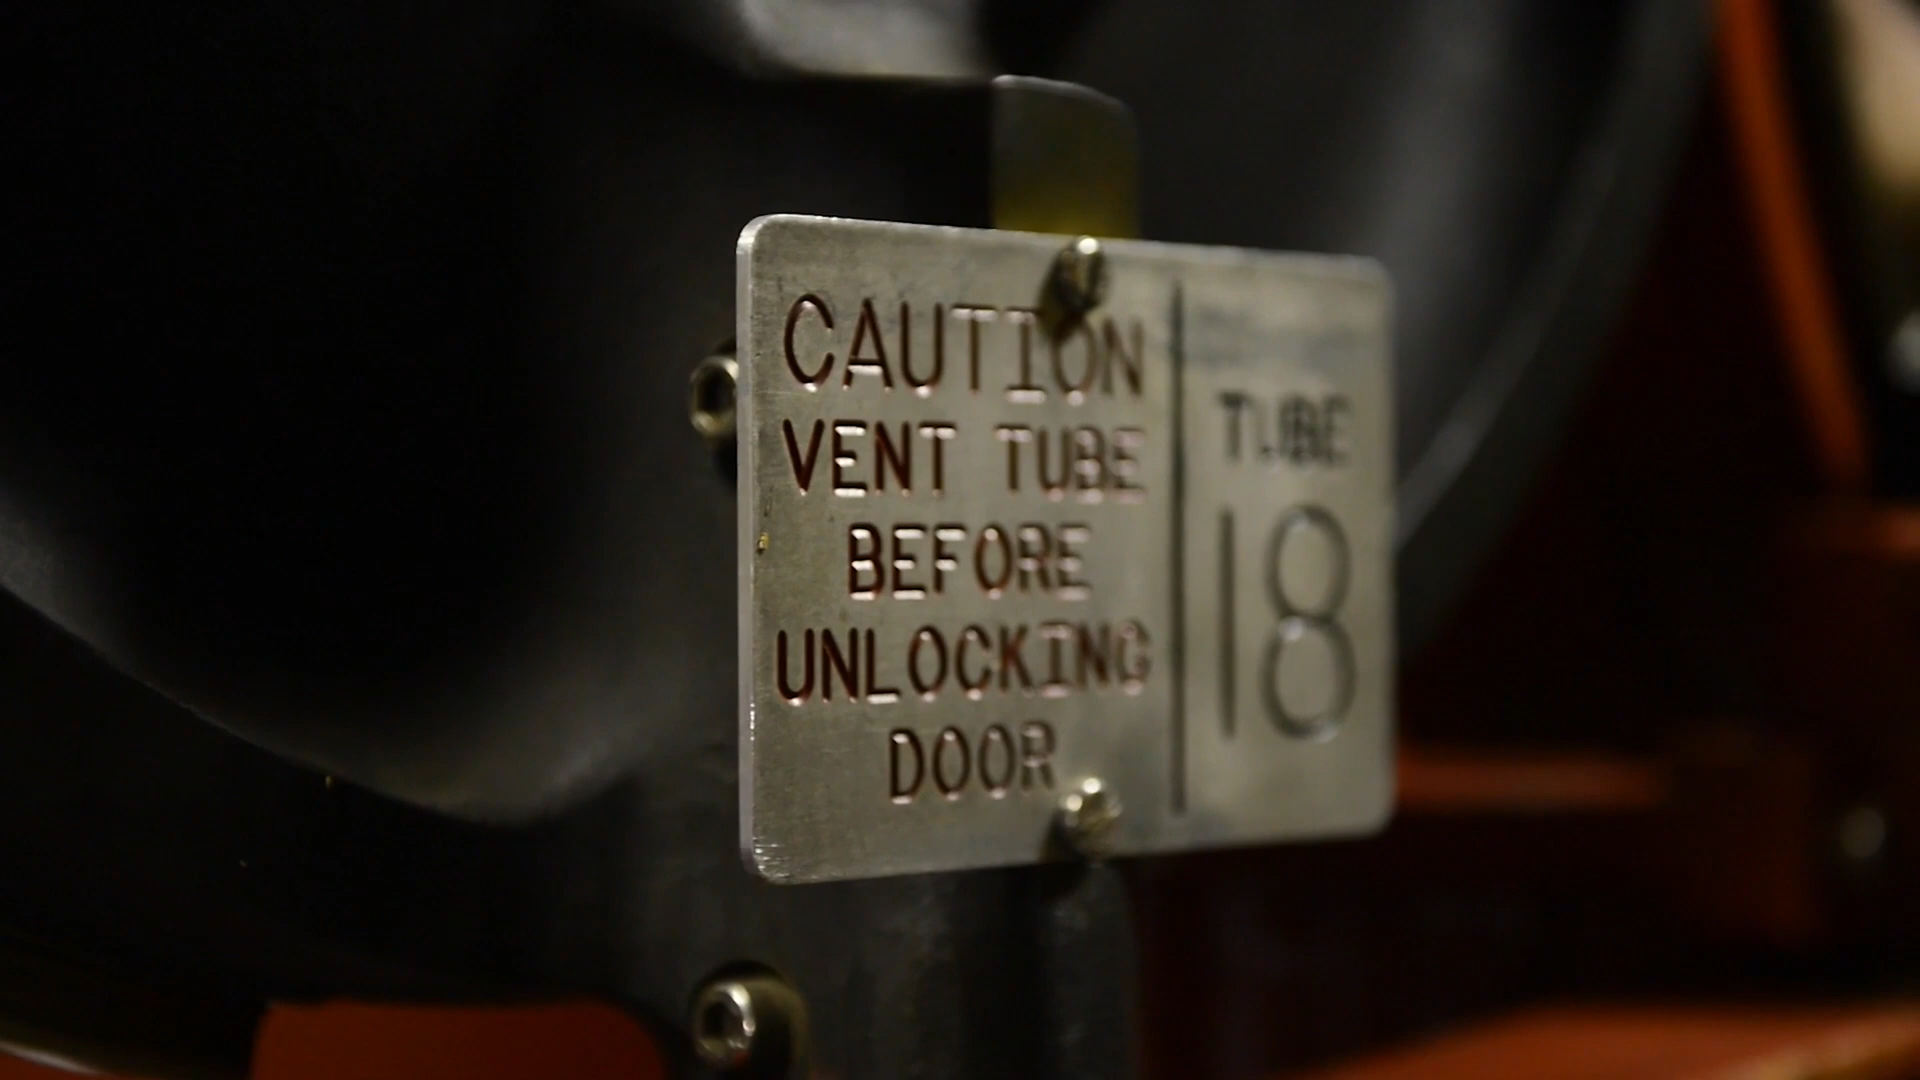 CAUTION
VENT TUBE
BEFORE
UNLOCKING
DOOR
TUBE
18